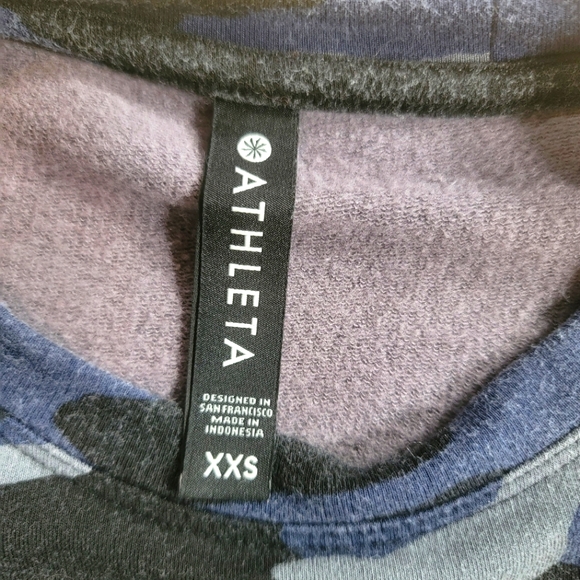 ATHLETA
DESIGNED IN
SAN FRANCISCO
MADE IN
INDONESIA
XXS